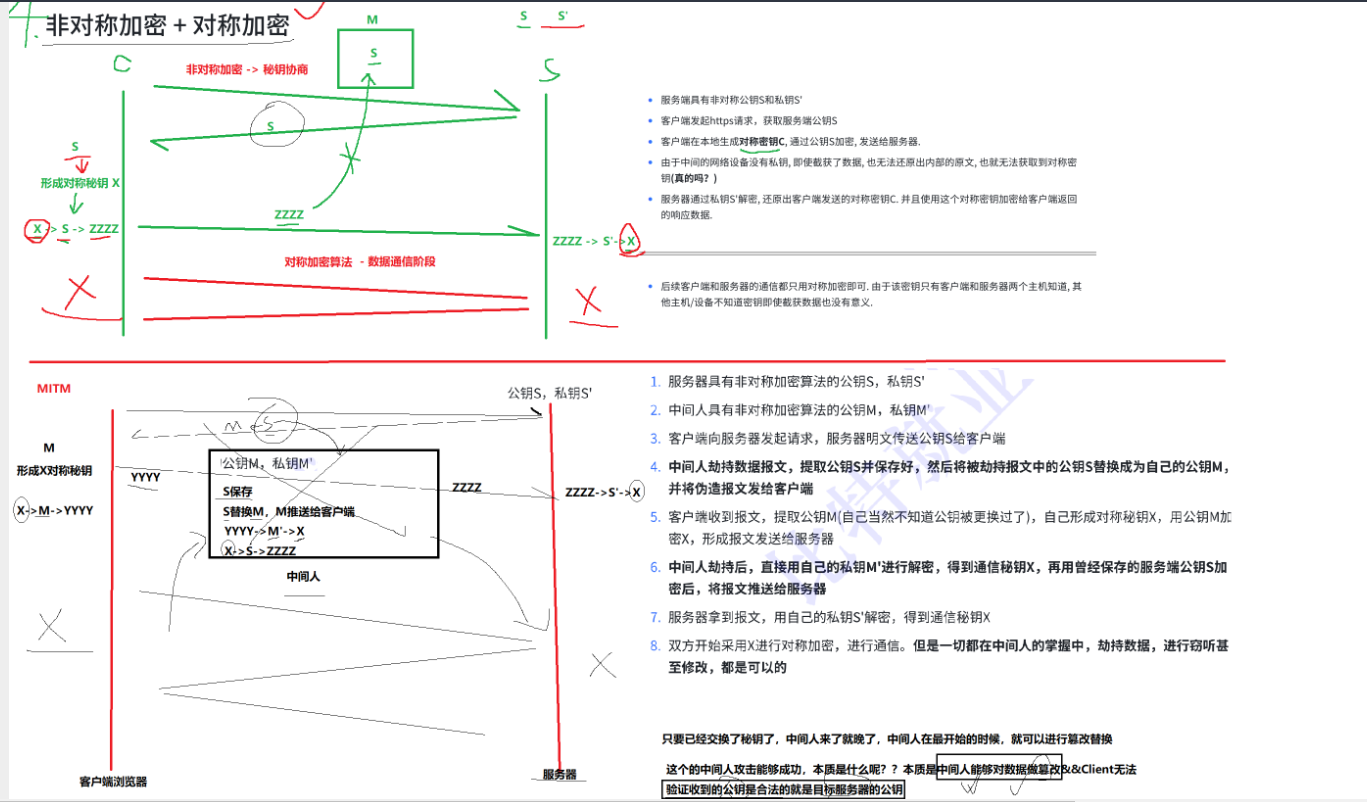 4.
非对称加密 + 对称加密
M
S
S S'
C
S
非对称加密 -> 秘钥协商
S
S
形成对称秘钥 X
X -> S -> ZZZZ
ZZZZ
ZZZZ -> S'->X
对称加密算法 - 数据通信阶段
X
X
服务端具有非对称公钥S和私钥S'
客户端发起https请求，获取服务端公钥S
客户端在本地生成对称密钥C, 通过公钥S加密, 发送给服务器.
由于中间的网络设备没有私钥, 即使截获了数据, 也无法还原出内部的原文, 也就无法获取到对称密
钥(真的吗？)
服务器通过私钥S'解密, 还原出客户端发送的对称密钥C. 并且使用这个对称密钥加密给客户端返回
的响应数据.
后续客户端和服务器的通信都只用对称加密即可. 由于该密钥只有客户端和服务器两个主机知道, 其
他主机/设备不知道密钥即使截获数据也没有意义.
MITM
公钥S，私钥S'
M S
M
形成X对称秘钥
X->M->YYYY
YYYY
公钥M，私钥M'
S保存
S替换M，M推送给客户端
YYYY->M'->X
X->S->ZZZZ
中间人
ZZZZ
ZZZZ->S'->X
X
X
客户端浏览器
服务器
1. 服务器具有非对称加密算法的公钥S，私钥S'
2. 中间人具有非对称加密算法的公钥M，私钥M'
3. 客户端向服务器发起请求，服务器明文传送公钥S给客户端
4. 中间人劫持数据报文，提取公钥S并保存好，然后将被劫持报文中的公钥S替换成为自己的公钥M，
并将伪造报文发给客户端
5. 客户端收到报文，提取公钥M(自己当然不知道公钥被更换过了)，自己形成对称秘钥X，用公钥M加
密X，形成报文发送给服务器
6. 中间人劫持后，直接用自己的私钥M'进行解密，得到通信秘钥X，再用曾经保存的服务端公钥S加
密后，将报文推送给服务器
7. 服务器拿到报文，用自己的私钥S'解密，得到通信秘钥X
8. 双方开始采用X进行对称加密，进行通信。但是一切都在中间人的掌握中，劫持数据，进行窃听甚
至修改，都是可以的
比特就业
只要已经交换了秘钥了，中间人来了就晚了，中间人在最开始的时候，就可以进行篡改替换
这个的中间人攻击能够成功，本质是什么呢？？本质是中间人能够对数据做篡改&&Client无法
验证收到的公钥是合法的就是目标服务器的公钥